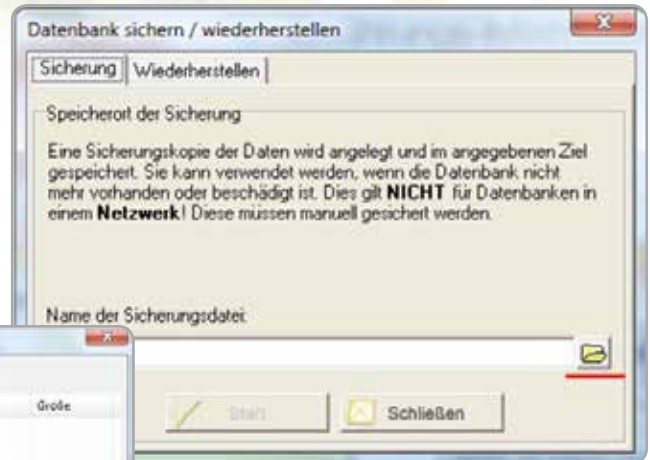 Datenbank sichern / wiederherstellen
Sicherung Wiederherstellen
Speicherort der Sicherung
Eine Sicherungskopie der Daten wird angelegt und im angegebenen Ziel
gespeichert. Sie kann verwendet werden, wenn die Datenbank nicht
mehr vorhanden oder beschädigt ist. Dies gilt NICHT für Datenbanken in
einem Netzwerk! Diese müssen manuell gesichert werden.
Name der Sicherungsdatei:
Größe
Start Schließen